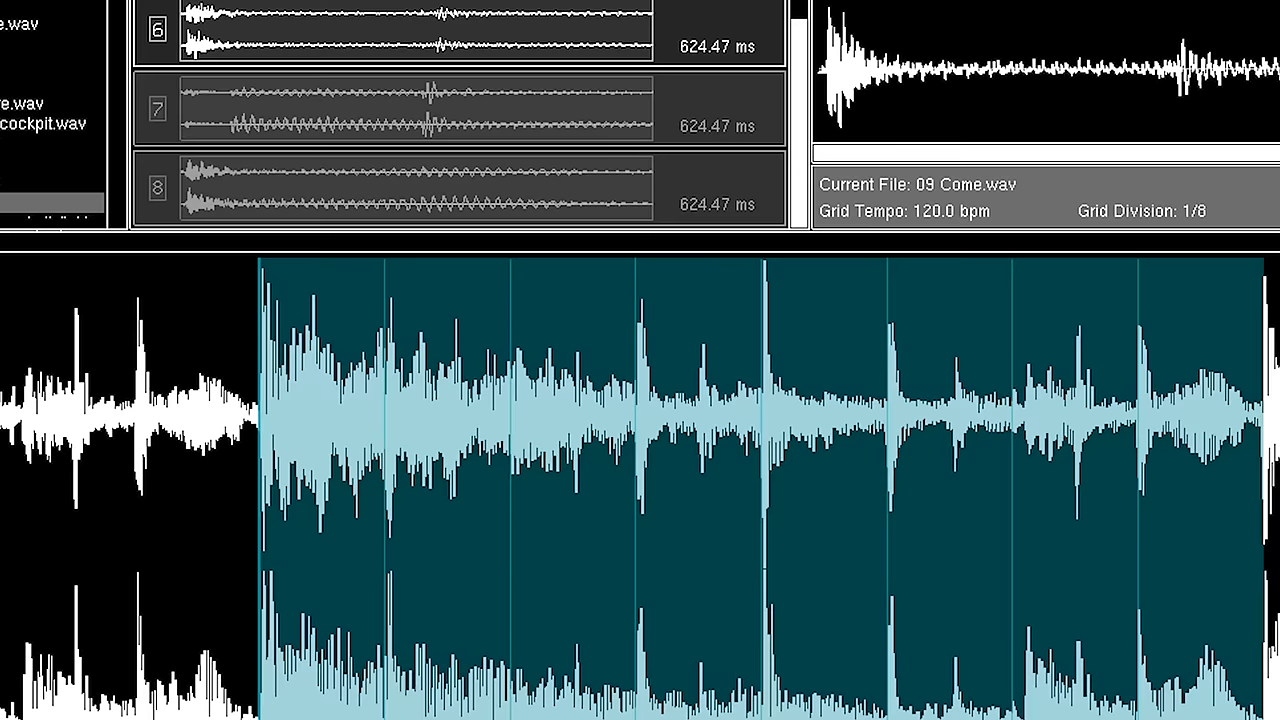 e.wav
6
624.47 ms
re.wav
cockpit.wav
7
624.47 ms
8
624.47 ms
Current File: 09 Come.wav
Grid Tempo: 120.0 bpm
Grid Division: 1/8